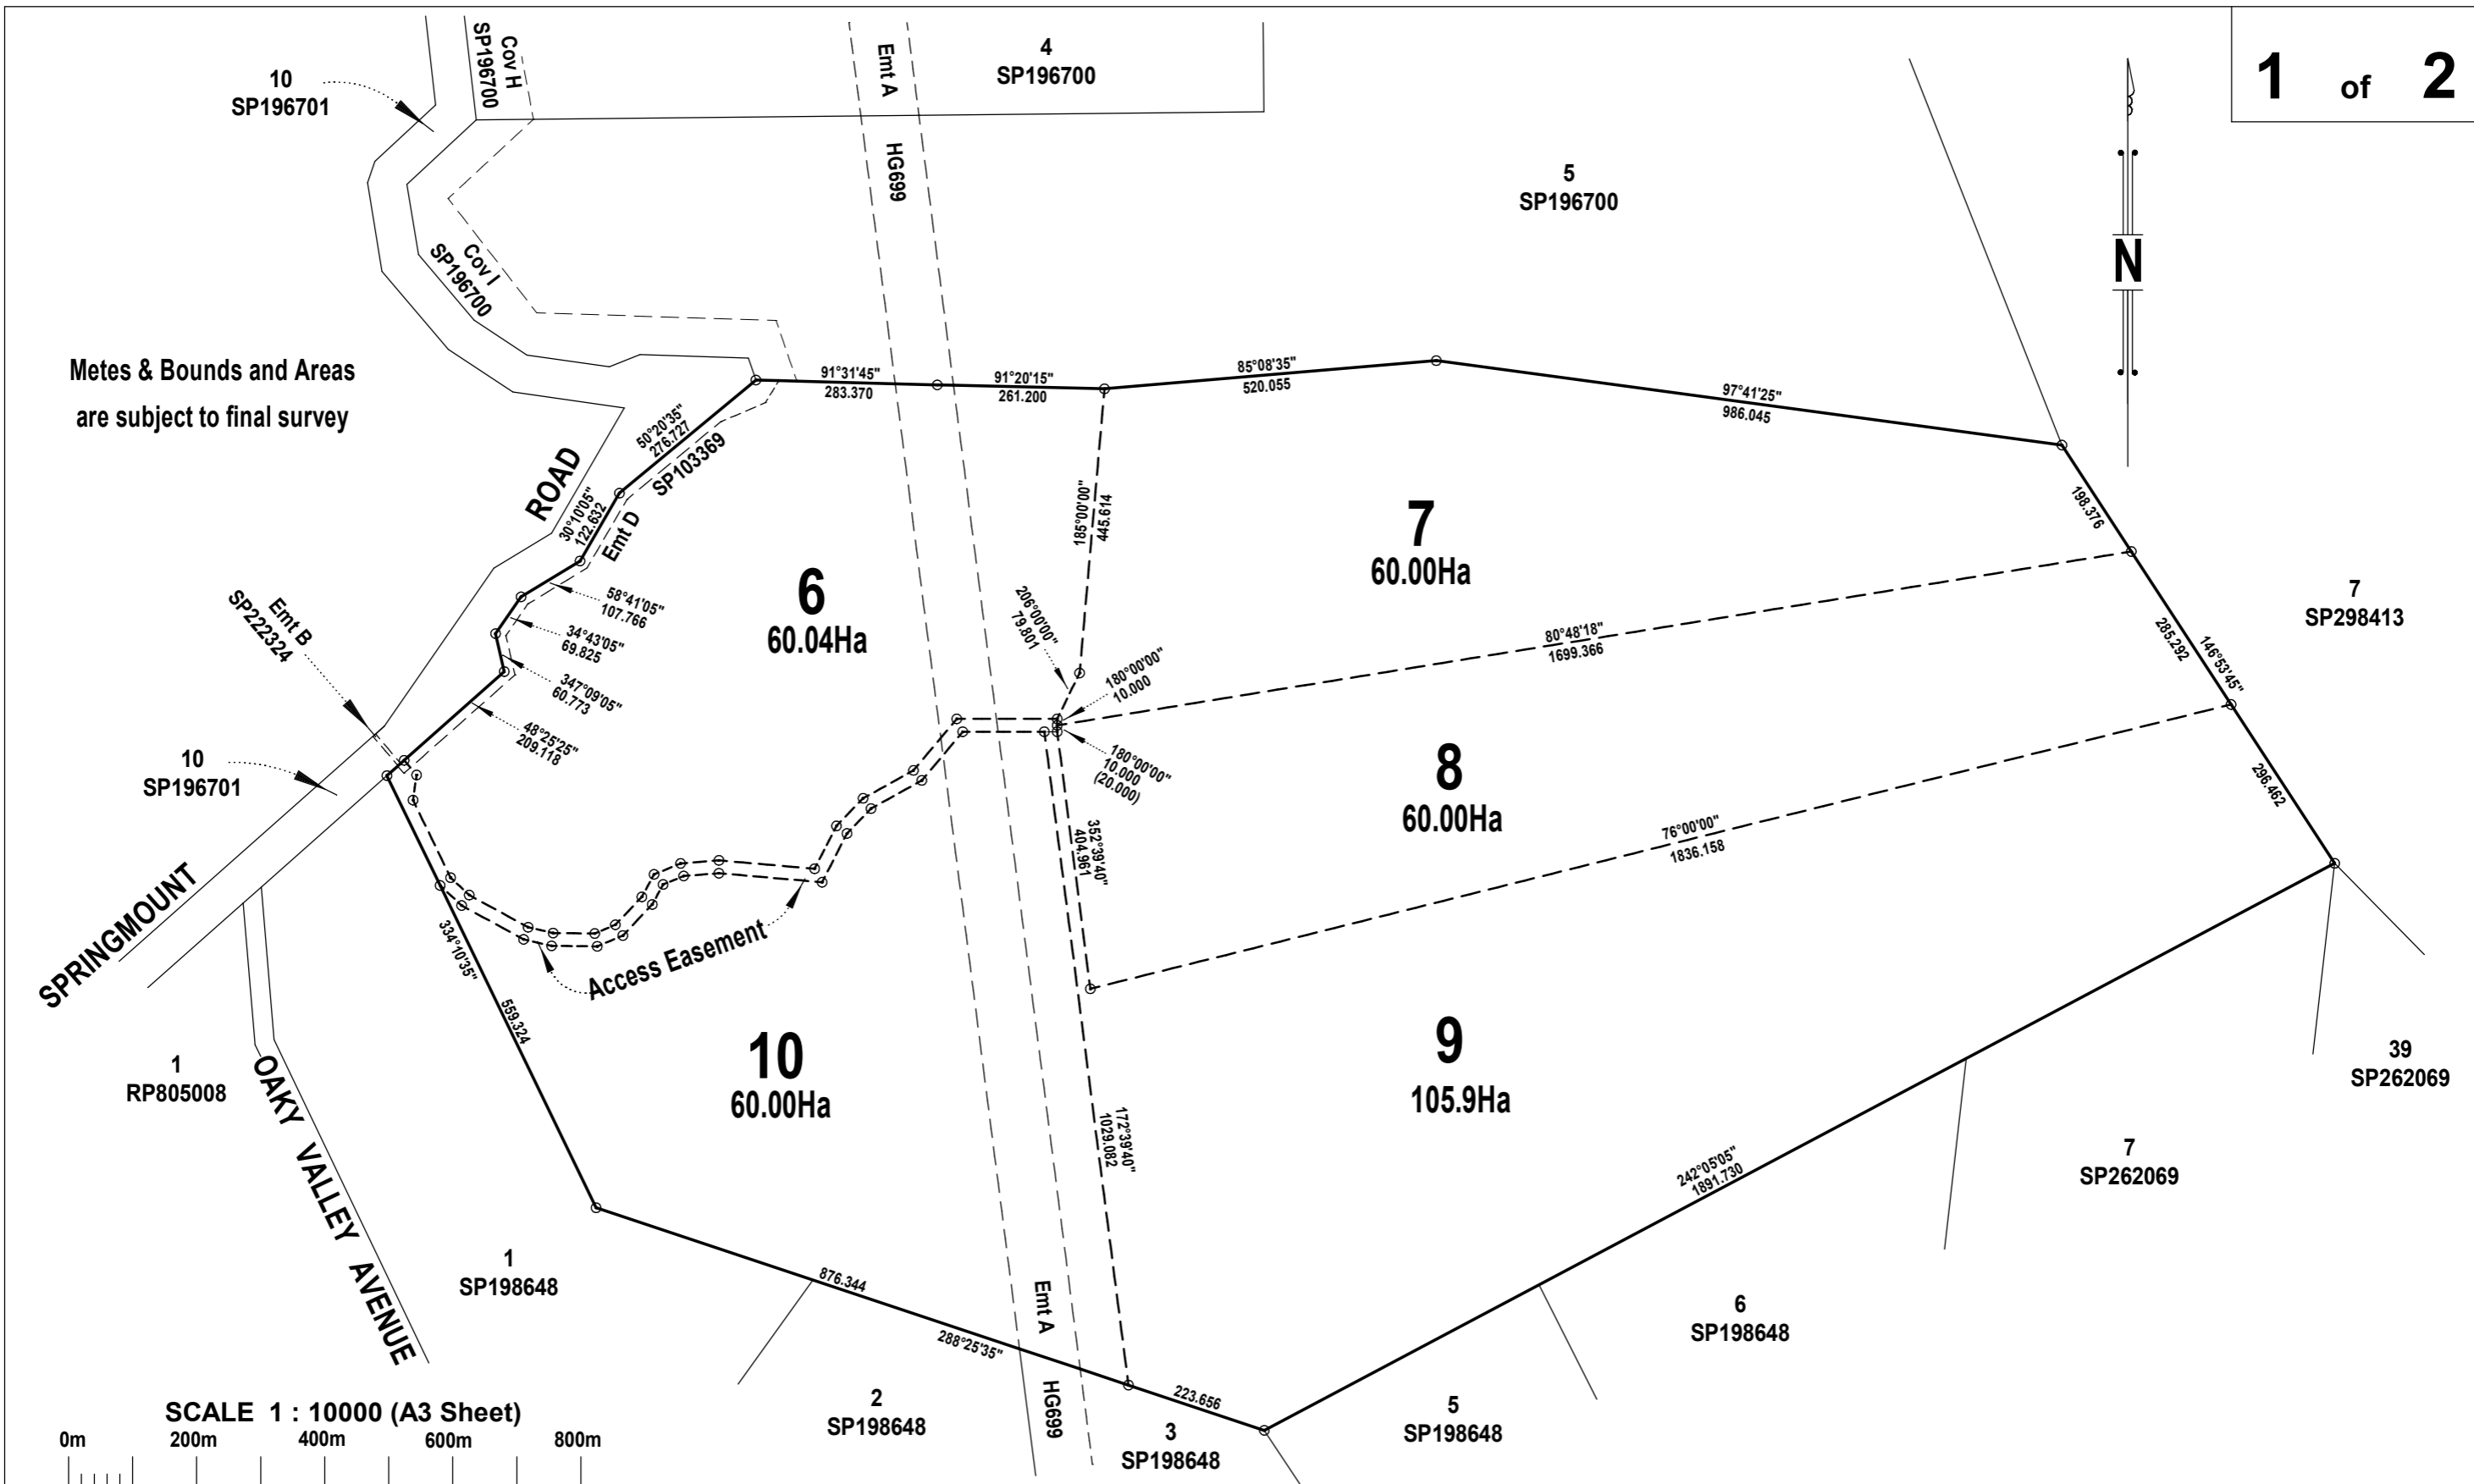 1 of 2
10
SP196701
Cov H
SP196700
Emt A
HG699
4
SP196700
5
SP196700
N
Cov I
SP196700
Metes & Bounds and Areas
are subject to final survey
91°31'45"
283.370
91°20'15"
261.200
85°08'35"
520.055
97°41'25"
986.045
50°20'35"
276.727
SP103369
ROAD
30°10'05"
122.632
Emt D
58°41'05"
107.766
34°43'05"
69.825
347°09'05"
60.773
48°25'25"
209.118
Emt B
SP222324
10
SP196701
SPRINGMOUNT
6
60.04Ha
185°00'00"
445.614
206°00'00"
79.801
180°00'00"
10.000
180°00'00"
10.000
(20.000)
7
60.00Ha
198.376
80°48'18"
1699.366
7
SP298413
285.292
146°53'45"
8
60.00Ha
76°00'00"
1836.158
296.462
352°39'40"
404.961
Access Easement
334°10'35"
559.324
10
60.00Ha
9
105.9Ha
172°39'40"
1029.082
242°05'05"
1891.730
39
SP262069
7
SP262069
1
RP805008
OAKY VALLEY AVENUE
1
SP198648
876.344
288°25'35"
Emt A
HG699
223.656
2
SP198648
3
SP198648
5
SP198648
6
SP198648
SCALE 1 : 10000 (A3 Sheet)
0m 200m 400m 600m 800m